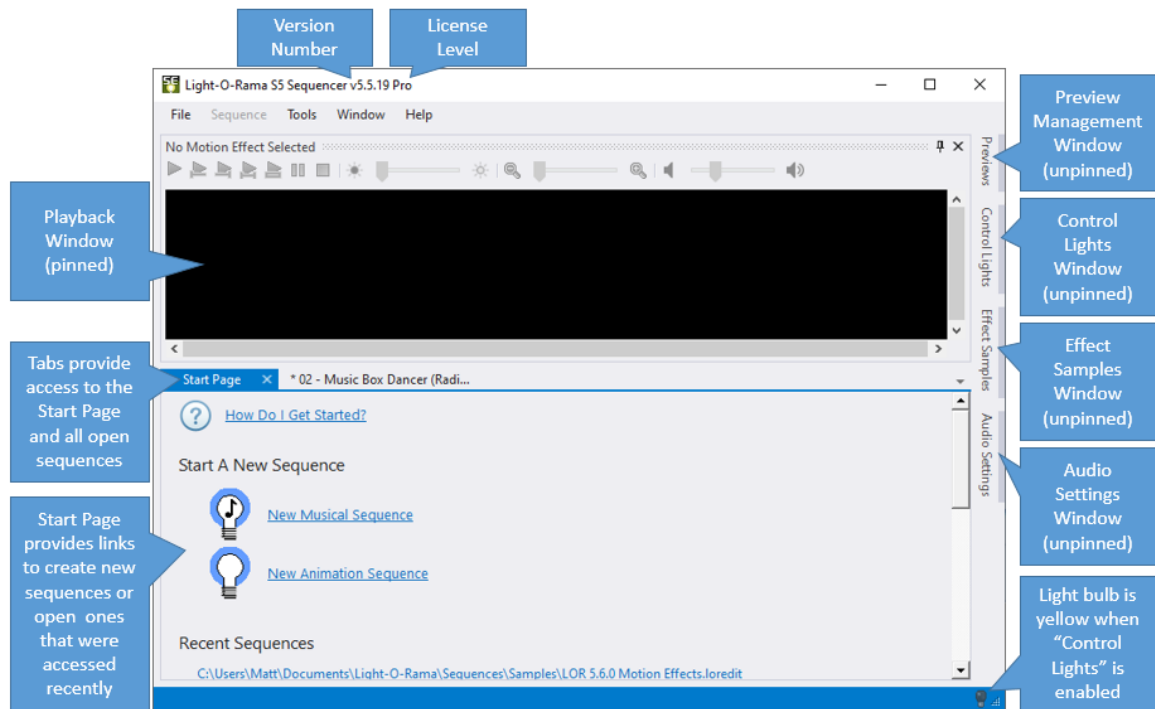 Version
Number
License
Level
Light-O-Rama S5 Sequencer v5.5.19 Pro
File Sequence Tools Window Help
No Motion Effect Selected
Previews
Control Lights
Effect Samples
Audio Settings
Preview
Management
Window
(unpinned)
Playback
Window
(pinned)
Control
Lights
Window
(unpinned)
Effect
Samples
Window
(unpinned)
Tabs provide
access to the
Start Page
and all open
sequences
Start Page * 02 - Music Box Dancer (Radi...
How Do I Get Started?
Start A New Sequence
New Musical Sequence
New Animation Sequence
Recent Sequences
C:\Users\Matt\Documents\Light-O-Rama\Sequences\Samples\LOR 5.6.0 Motion Effects.loredit
Audio
Settings
Window
(unpinned)
Start Page
provides links
to create new
sequences or
open ones
that were
accessed
recently
Light bulb is
yellow when
“Control
Lights” is
enabled